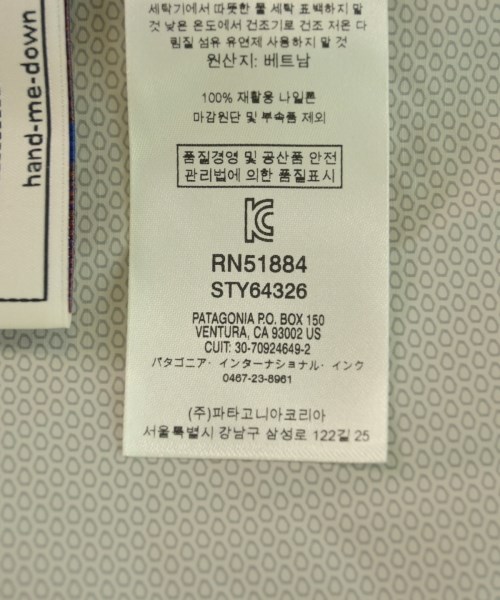 hand-me-down
세탁기에서 따뜻한 물 세탁 표백하지 말
것 낮은 온도에서 건조기로 건조 저온 다
림질 섬유 유연제 사용하지 말 것
원산지: 베트남
100% 재활용 나일론
마감원단 및 부속품 제외
품질경영 및 공산품 안전
관리법에 의한 품질표시
RN51884
STY64326
PATAGONIA P.O. BOX 150
VENTURA, CA 93002 US
CUIT: 30-70924649-2
パタゴニア・インターナショナル・インク
0467-23-8961
(주)파타고니아코리아
서울특별시 강남구 삼성로 122길 25